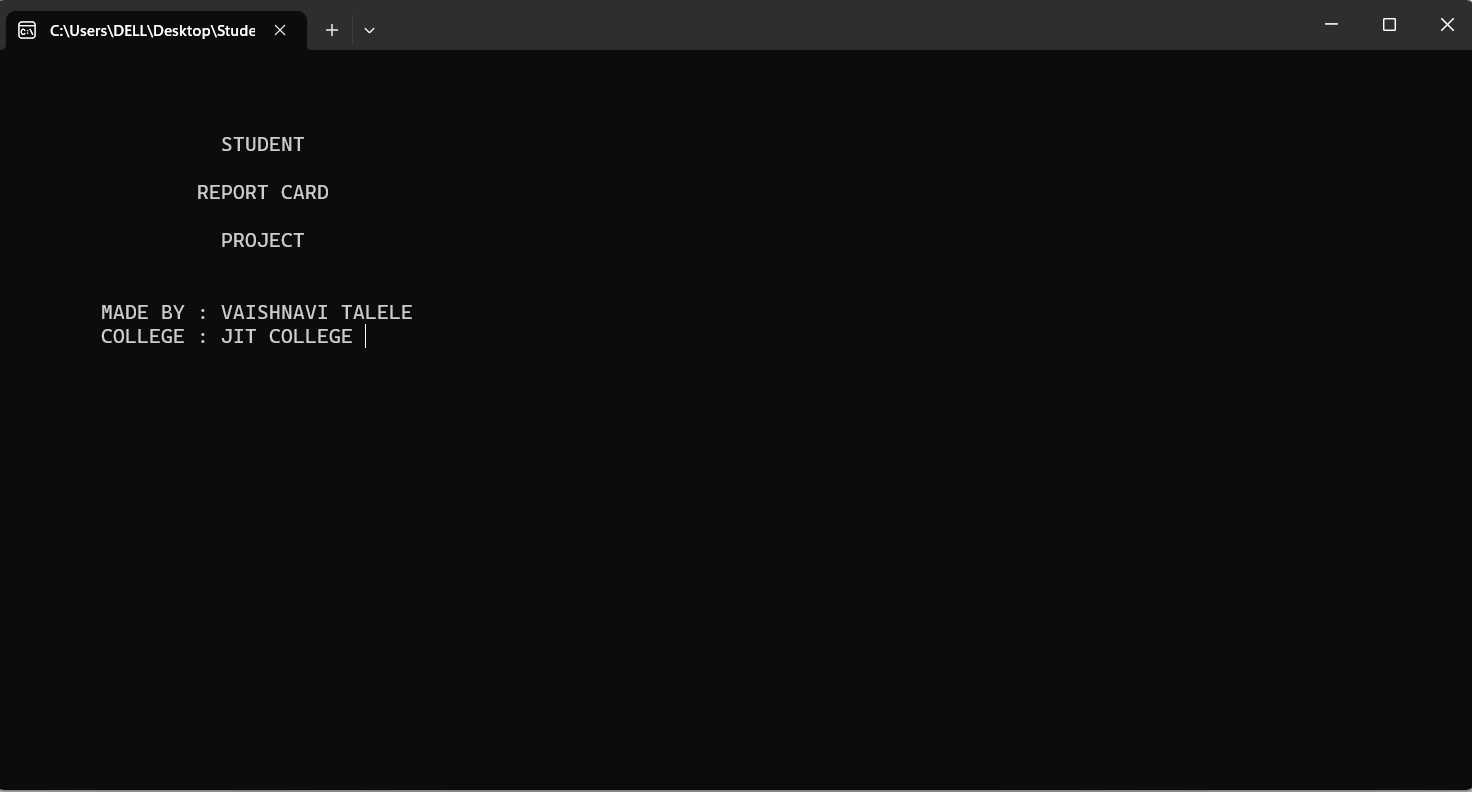 C:\Users\DELL\Desktop\Stude
STUDENT
REPORT CARD
PROJECT
MADE BY : VAISHNAVI TALELE
COLLEGE : JIT COLLEGE